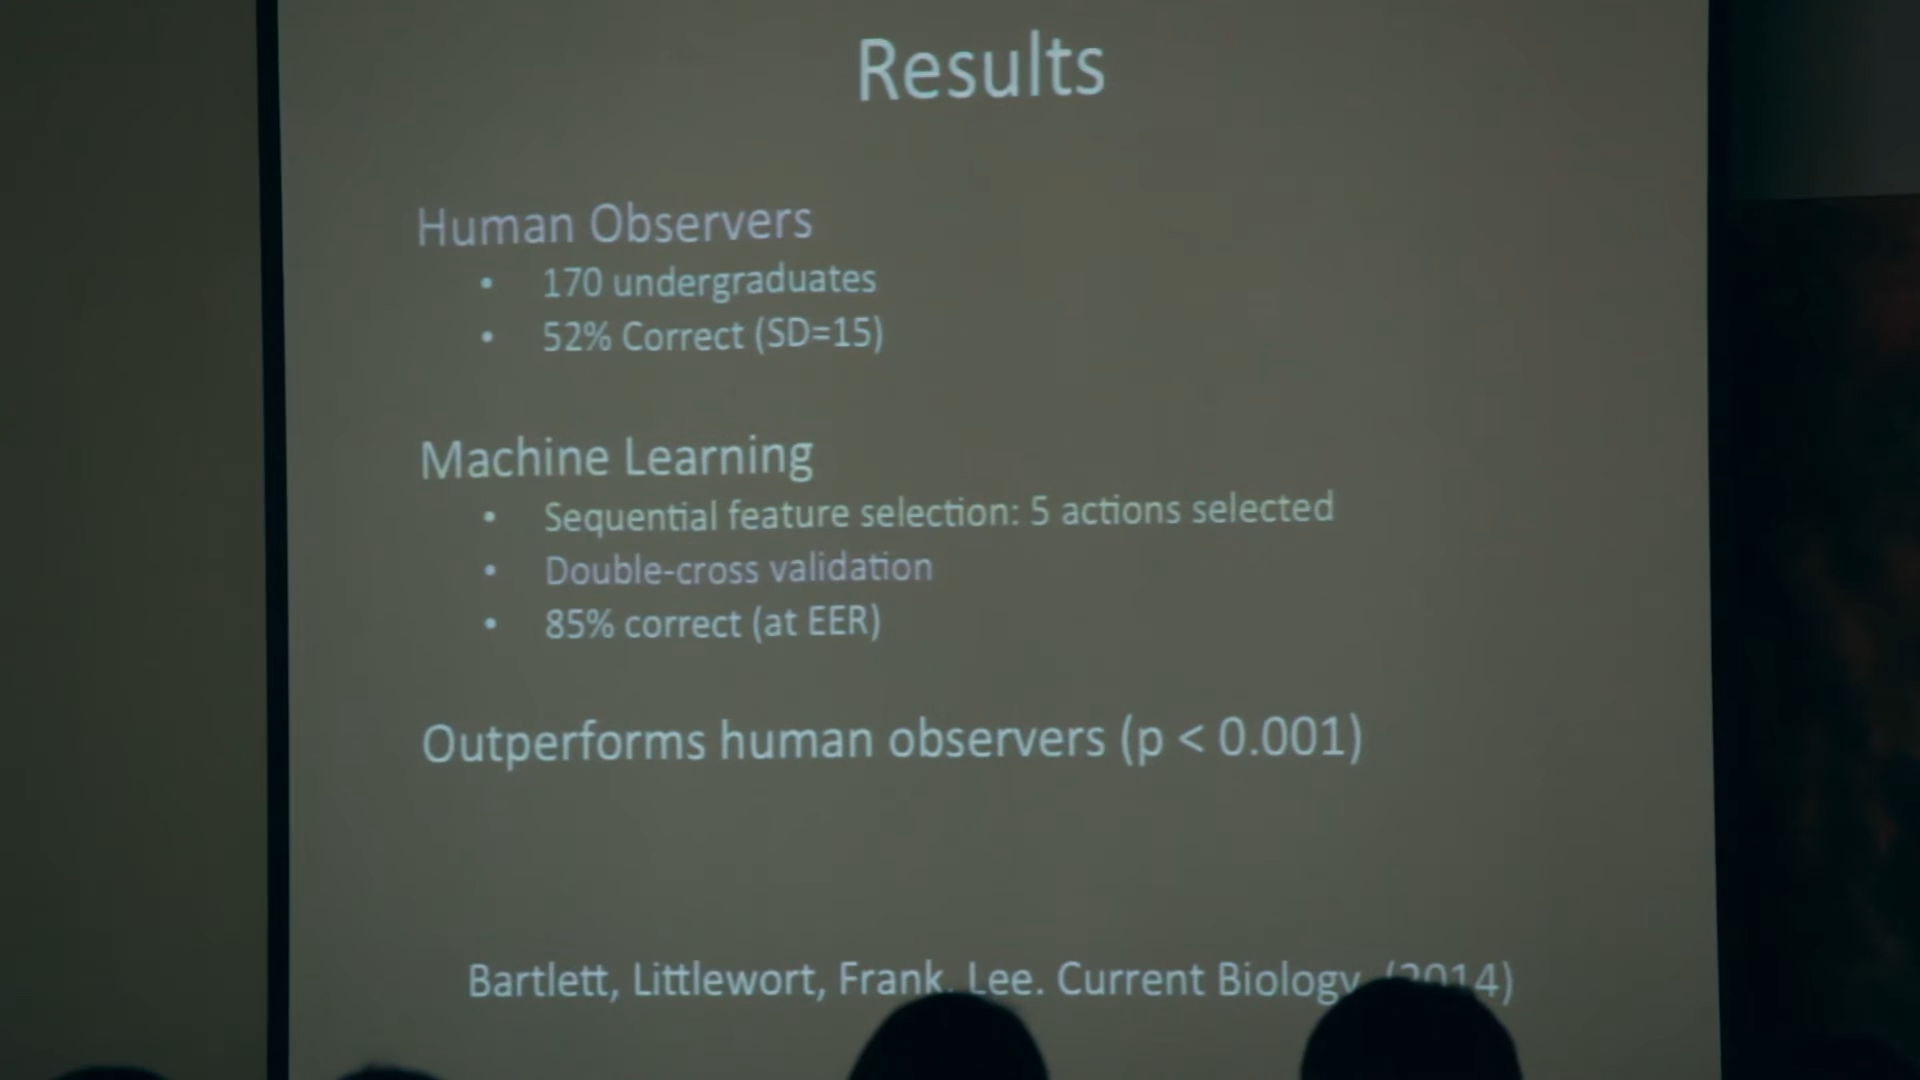 Results
Human Observers
• 170 undergraduates
• 52% Correct (SD=15)
Machine Learning
• Sequential feature selection: 5 actions selected
• Double-cross validation
• 85% correct (at EER)
Outperforms human observers (p < 0.001)
Bartlett, Littlewort, Frank, Lee. Current Biology, (2014)